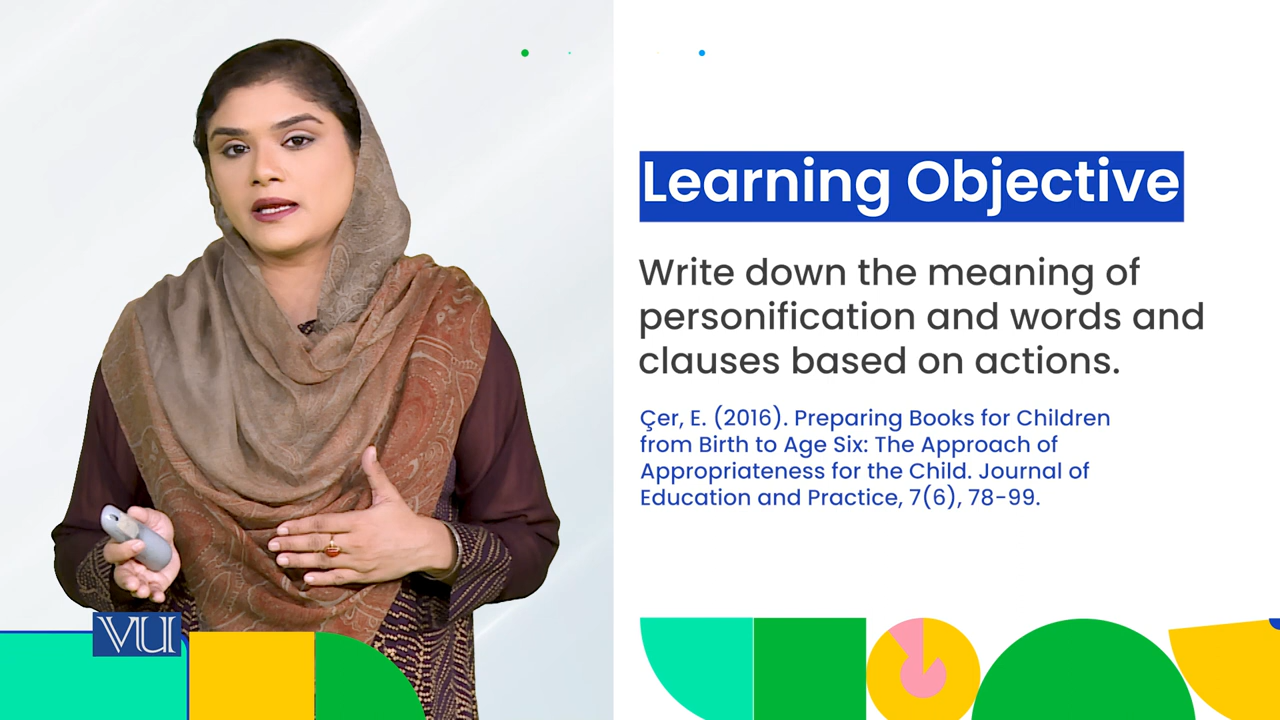 Learning Objective
Write down the meaning of
personification and words and
clauses based on actions.
Çer, E. (2016). Preparing Books for Children
from Birth to Age Six: The Approach of
Appropriateness for the Child. Journal of
Education and Practice, 7(6), 78-99.
VU